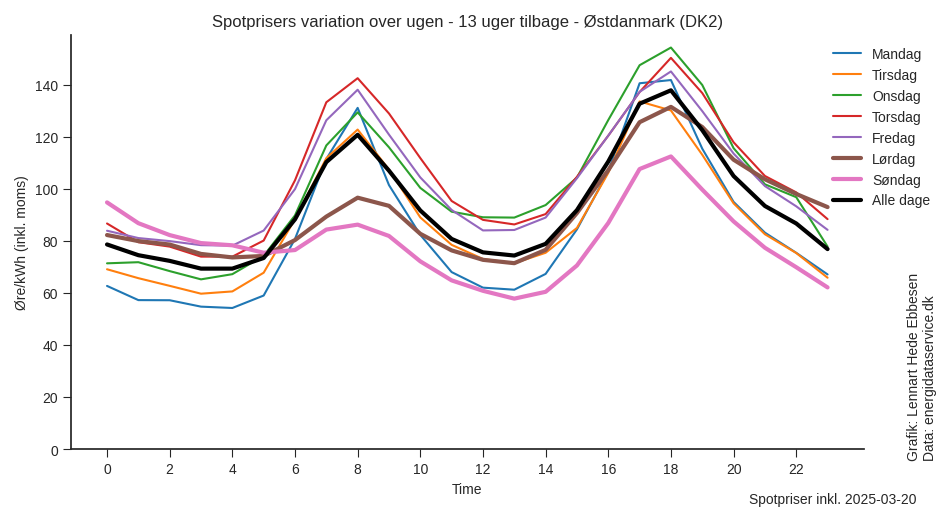 Spotprisers variation over ugen - 13 uger tilbage - Østdanmark (DK2)
Øre/kWh (inkl. moms)
140
120
100
80
60
40
20
0
0 2 4 6 8 10 12 14 16 18 20 22
Time
Mandag
Tirsdag
Onsdag
Torsdag
Fredag
Lørdag
Søndag
Alle dage
Grafik: Lennart Hede Ebbesen
Data: energidataservice.dk
Spotpriser inkl. 2025-03-20